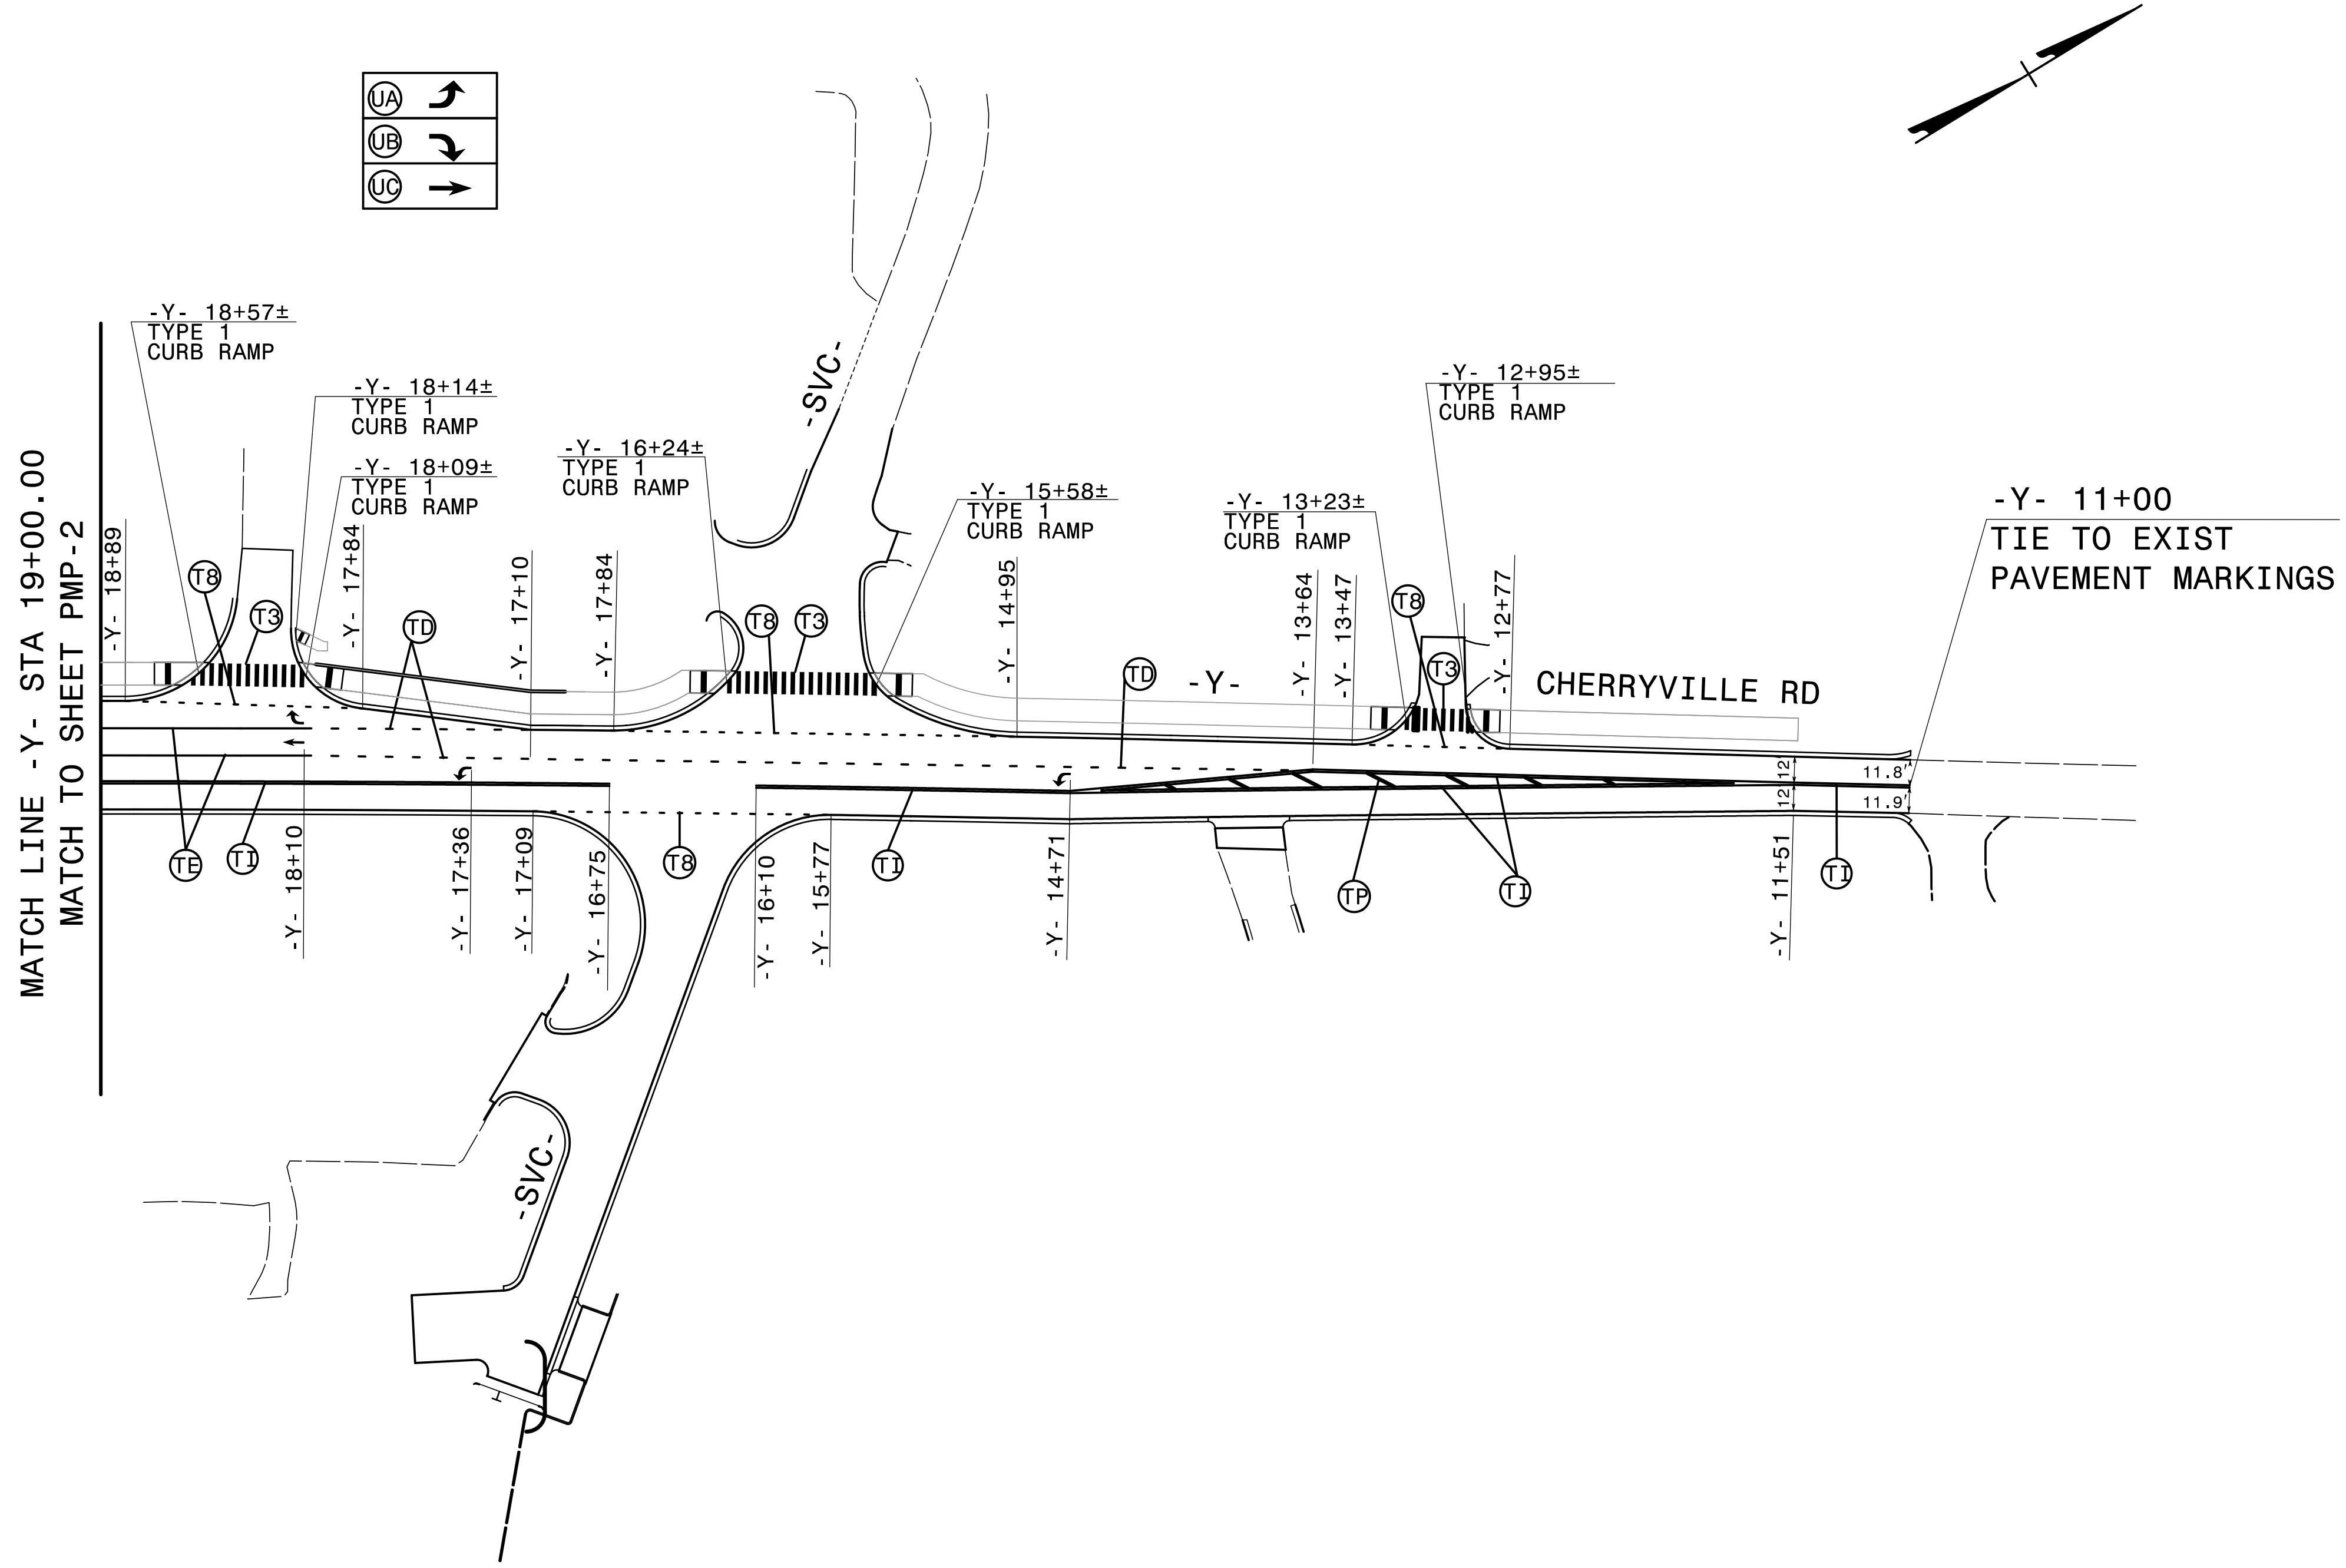 UA
UB
UC
-Y- 18+57±
TYPE 1
CURB RAMP
-Y- 18+14±
TYPE 1
CURB RAMP
-Y- 18+09±
TYPE 1
CURB RAMP
-Y- 16+24±
TYPE 1
CURB RAMP
-SVC-
-Y- 15+58±
TYPE 1
CURB RAMP
-Y- 13+23±
TYPE 1
CURB RAMP
-Y- 12+95±
TYPE 1
CURB RAMP
-Y- 11+00
TIE TO EXIST
PAVEMENT MARKINGS
MATCH LINE -Y- STA 19+00.00
MATCH TO SHEET PMP-2
-Y- 18+89
T8
T3
-Y- 17+84
TD
-Y- 17+10
-Y- 17+84
T8
T3
-Y- 14+95
TD
-Y-
-Y- 13+64
-Y- 13+47
T8
T3
-Y- 12+77
CHERRYVILLE RD
12'
11.8'
12'
11.9'
TE
TI
-Y- 18+10
-Y- 17+36
-Y- 17+09
-Y- 16+75
T8
-Y- 16+10
-Y- 15+77
TI
-Y- 14+71
TP
TI
-Y- 11+51
TI
-SVC-